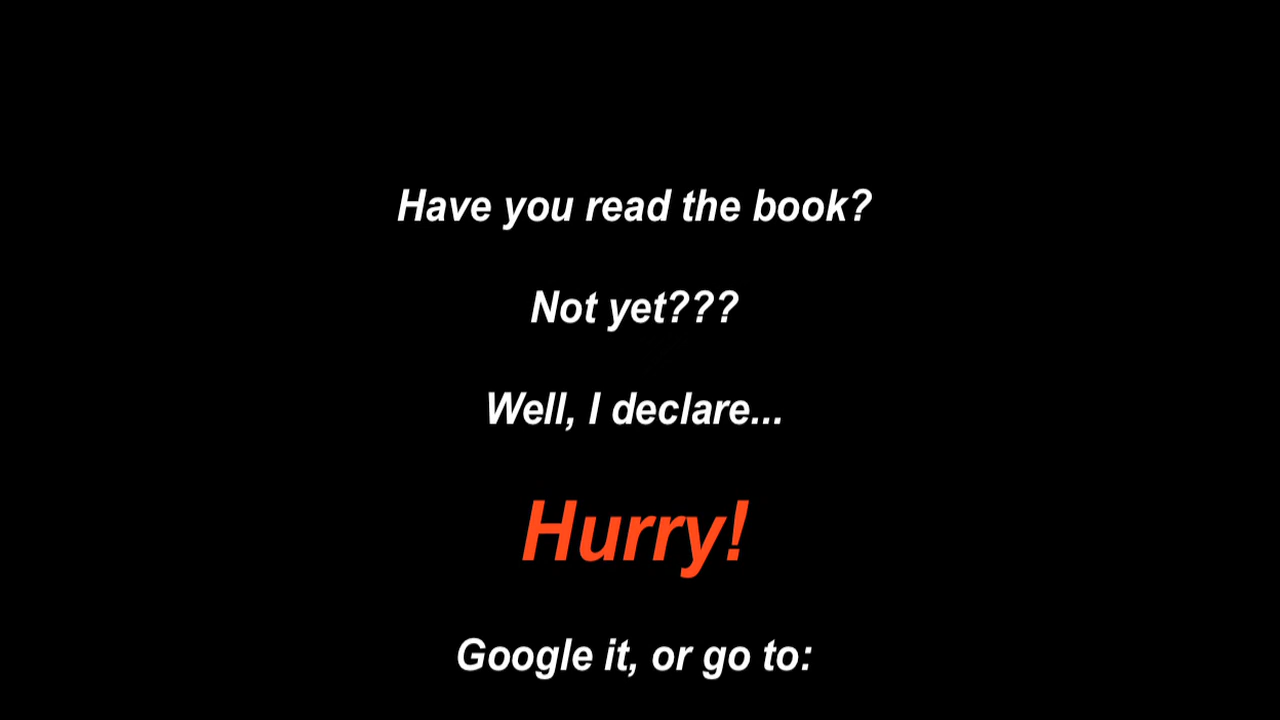 Have you read the book?
Not yet???
Well, I declare...
Hurry!
Google it, or go to: